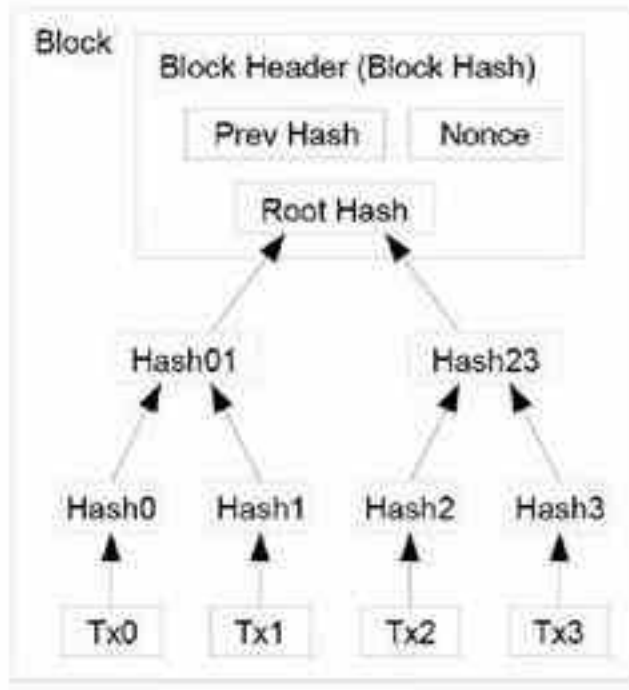 Block
Block Header (Block Hash)
Prev Hash Nonce
Root Hash
Hash01 Hash23
Hash0 Hash1 Hash2 Hash3
Tx0 Tx1 Tx2 Tx3